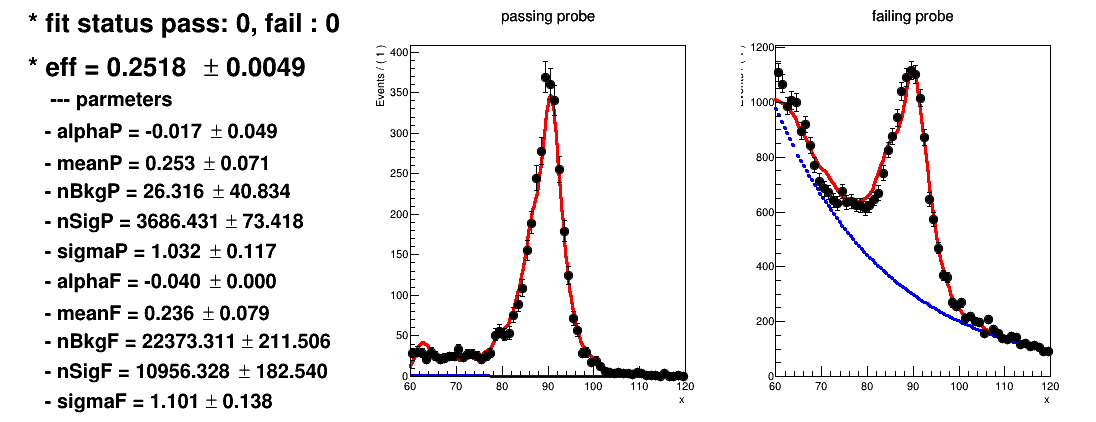 * fit status pass: 0, fail : 0
* eff = 0.2518 ± 0.0049
--- parmeters
- alphaP = -0.017 ± 0.049
- meanP = 0.253 ± 0.071
- nBkgP = 26.316 ± 40.834
- nSigP = 3686.431 ± 73.418
- sigmaP = 1.032 ± 0.117
- alphaF = -0.040 ± 0.000
- meanF = 0.236 ± 0.079
- nBkgF = 22373.311 ± 211.506
- nSigF = 10956.328 ± 182.540
- sigmaF = 1.101 ± 0.138
passing probe
Events / ( 1 )
400
350
300
250
200
150
100
50
0
60 70 80 90 100 110 120
x
failing probe
1200
1000
800
600
400
200
0
60 70 80 90 100 110 120
x